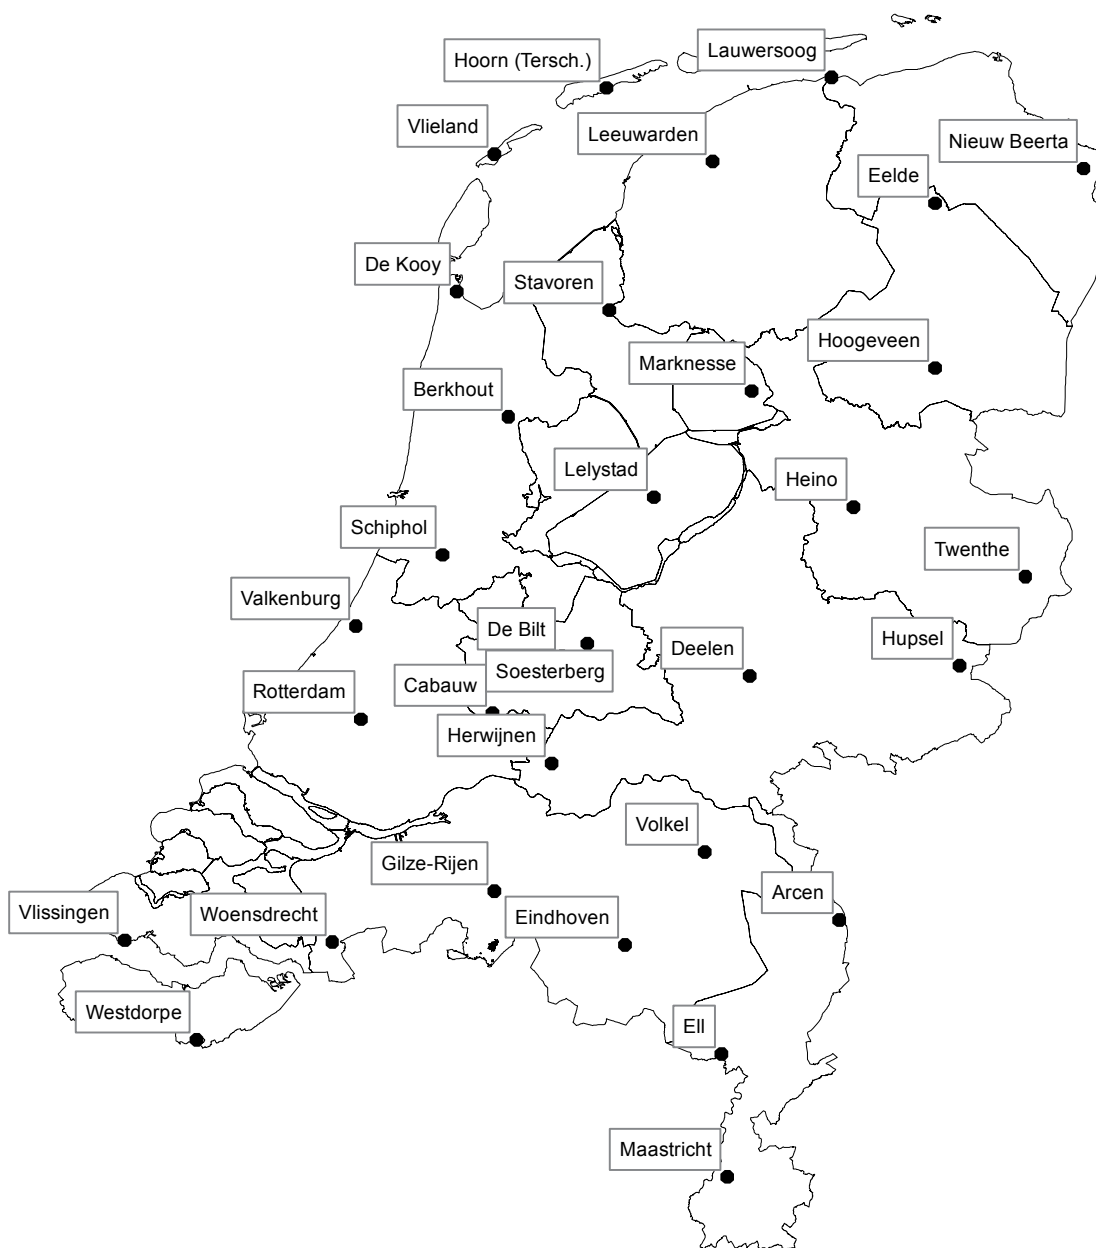 Lauwersoog
Hoorn (Tersch.)
Vlieland
Leeuwarden
Nieuw Beerta
Eelde
De Kooy
Stavoren
Hoogeveen
Marknesse
Berkhout
Lelystad
Heino
Schiphol
Twenthe
Valkenburg
De Bilt
Hupsel
Deelen
Soesterberg
Cabauw
Rotterdam
Herwijnen
Volkel
Gilze-Rijen
Arcen
Vlissingen
Woensdrecht
Eindhoven
Westdorpe
Ell
Maastricht